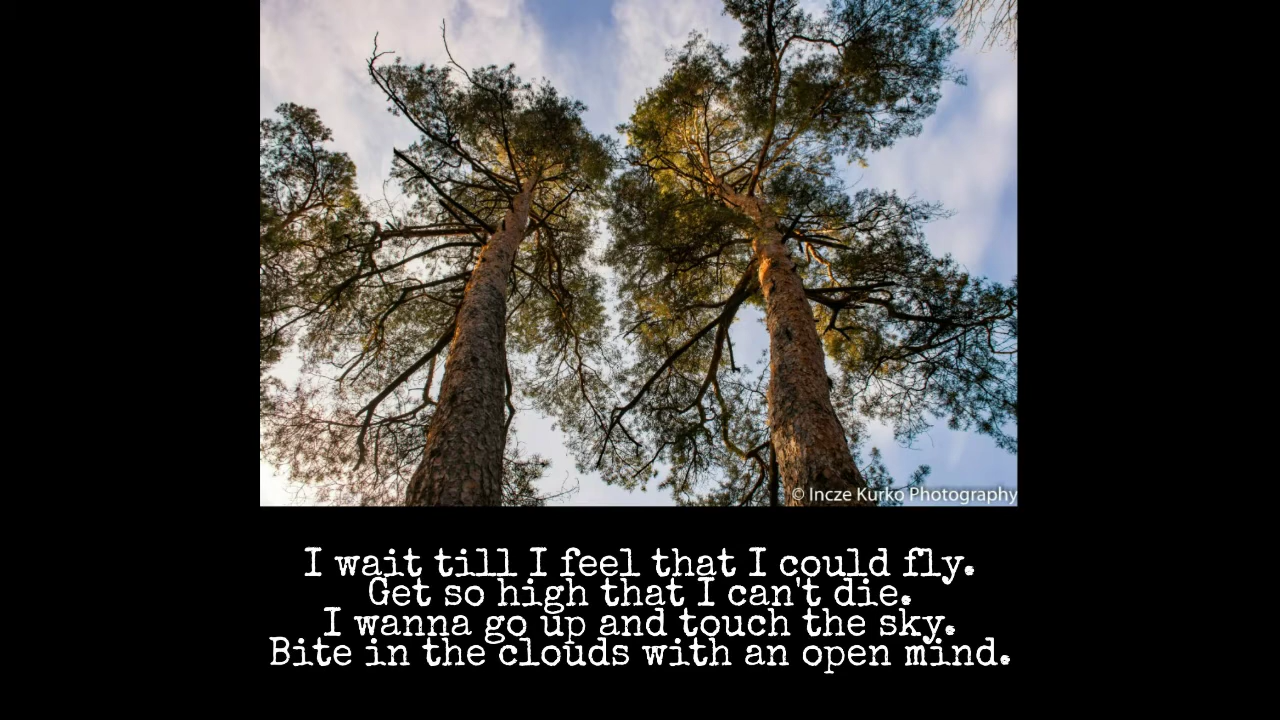 © Incze Kurko Photography
I wait till I feel that I could fly.
Get so high that I can't die.
I wanna go up and touch the sky.
Bite in the clouds with an open mind.